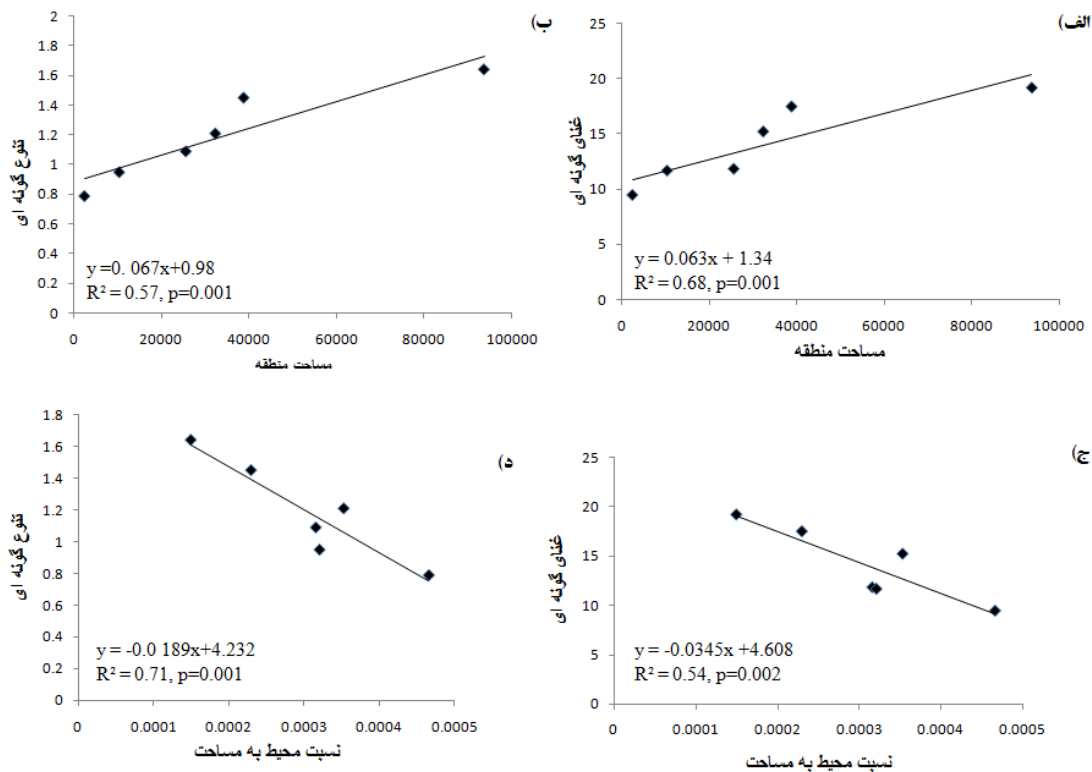 الف)
25
20
15
10
5
0
غنای گونه ای
y = 0.063x + 1.34
R² = 0.68, p=0.001
0 20000 40000 60000 80000 100000
مساحت منطقه
ب)
2
1.8
1.6
1.4
1.2
1
0.8
0.6
0.4
0.2
0
تنوع گونه ای
y =0. 067x+0.98
R² = 0.57, p=0.001
0 20000 40000 60000 80000 100000
مساحت منطقه
ج)
25
20
15
10
5
0
غنای گونه ای
y = -0.0345x +4.608
R² = 0.54, p=0.002
0 0.0001 0.0002 0.0003 0.0004 0.0005
نسبت محیط به مساحت
ه)
1.8
1.6
1.4
1.2
1
0.8
0.6
0.4
0.2
0
تنوع گونه ای
y = -0.0 189x+4.232
R² = 0.71, p=0.001
0 0.0001 0.0002 0.0003 0.0004 0.0005
نسبت محیط به مساحت